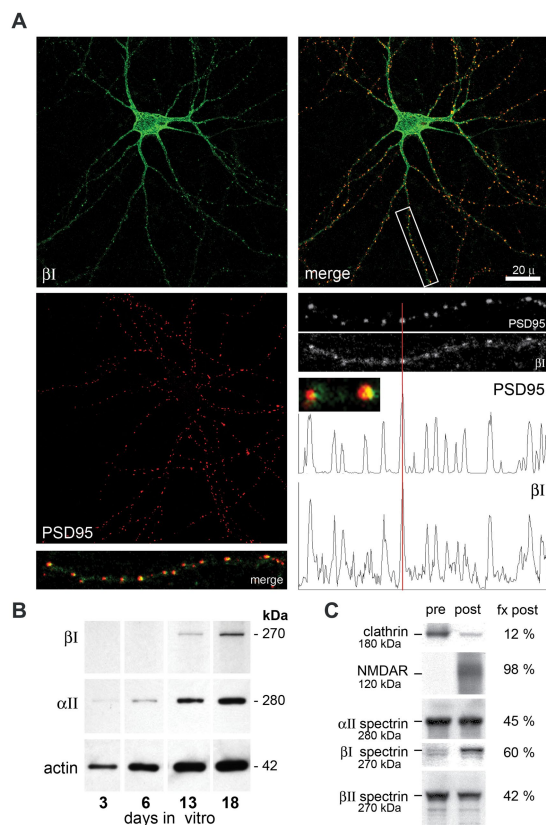 A
βI
merge
20 μ
PSD95
βI
PSD95
βI
PSD95
merge
B
kDa
βI
- 270
αII
- 280
actin
- 42
3 6 13 18
days in vitro
C
pre post fx post
clathrin
180 kDa
12 %
NMDAR
120 kDa
98 %
αII spectrin
280 kDa
45 %
βI spectrin
270 kDa
60 %
βII spectrin
270 kDa
42 %